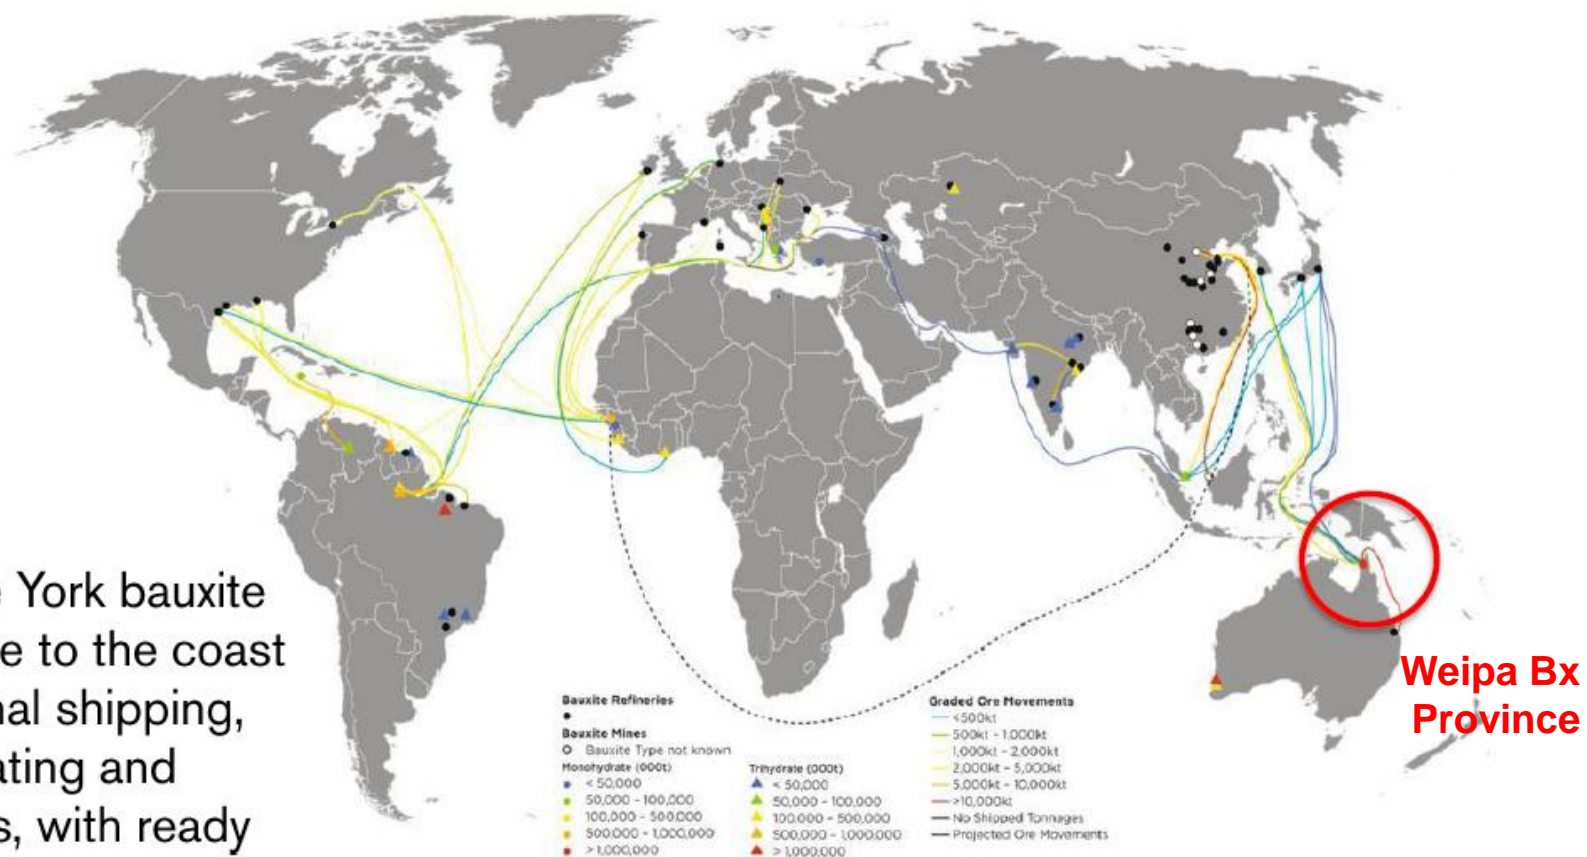 e York bauxite
e to the coast
nal shipping,
ating and
s, with ready
Bauxite Refineries
Bauxite Mines
Bauxite Type not known
Monohydrate (000t)
< 50,000
50,000 - 100,000
100,000 - 500,000
500,000 - 1,000,000
> 1,000,000
Trihydrate (000t)
< 50,000
50,000 - 100,000
100,000 - 500,000
500,000 - 1,000,000
> 1,000,000
Graded Ore Movements
<500kt
500kt - 1,000kt
1,000kt - 2,000kt
2,000kt - 5,000kt
5,000kt - 10,000kt
>10,000kt
No Shipped Tonnages
Projected Ore Movements
Weipa Bx
Province